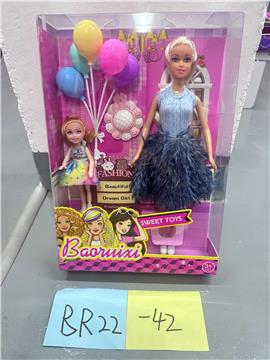 FASHION
Beautiful
Dream Girl
SWEET TOYS
Baoruixi
3+
BR22 -42